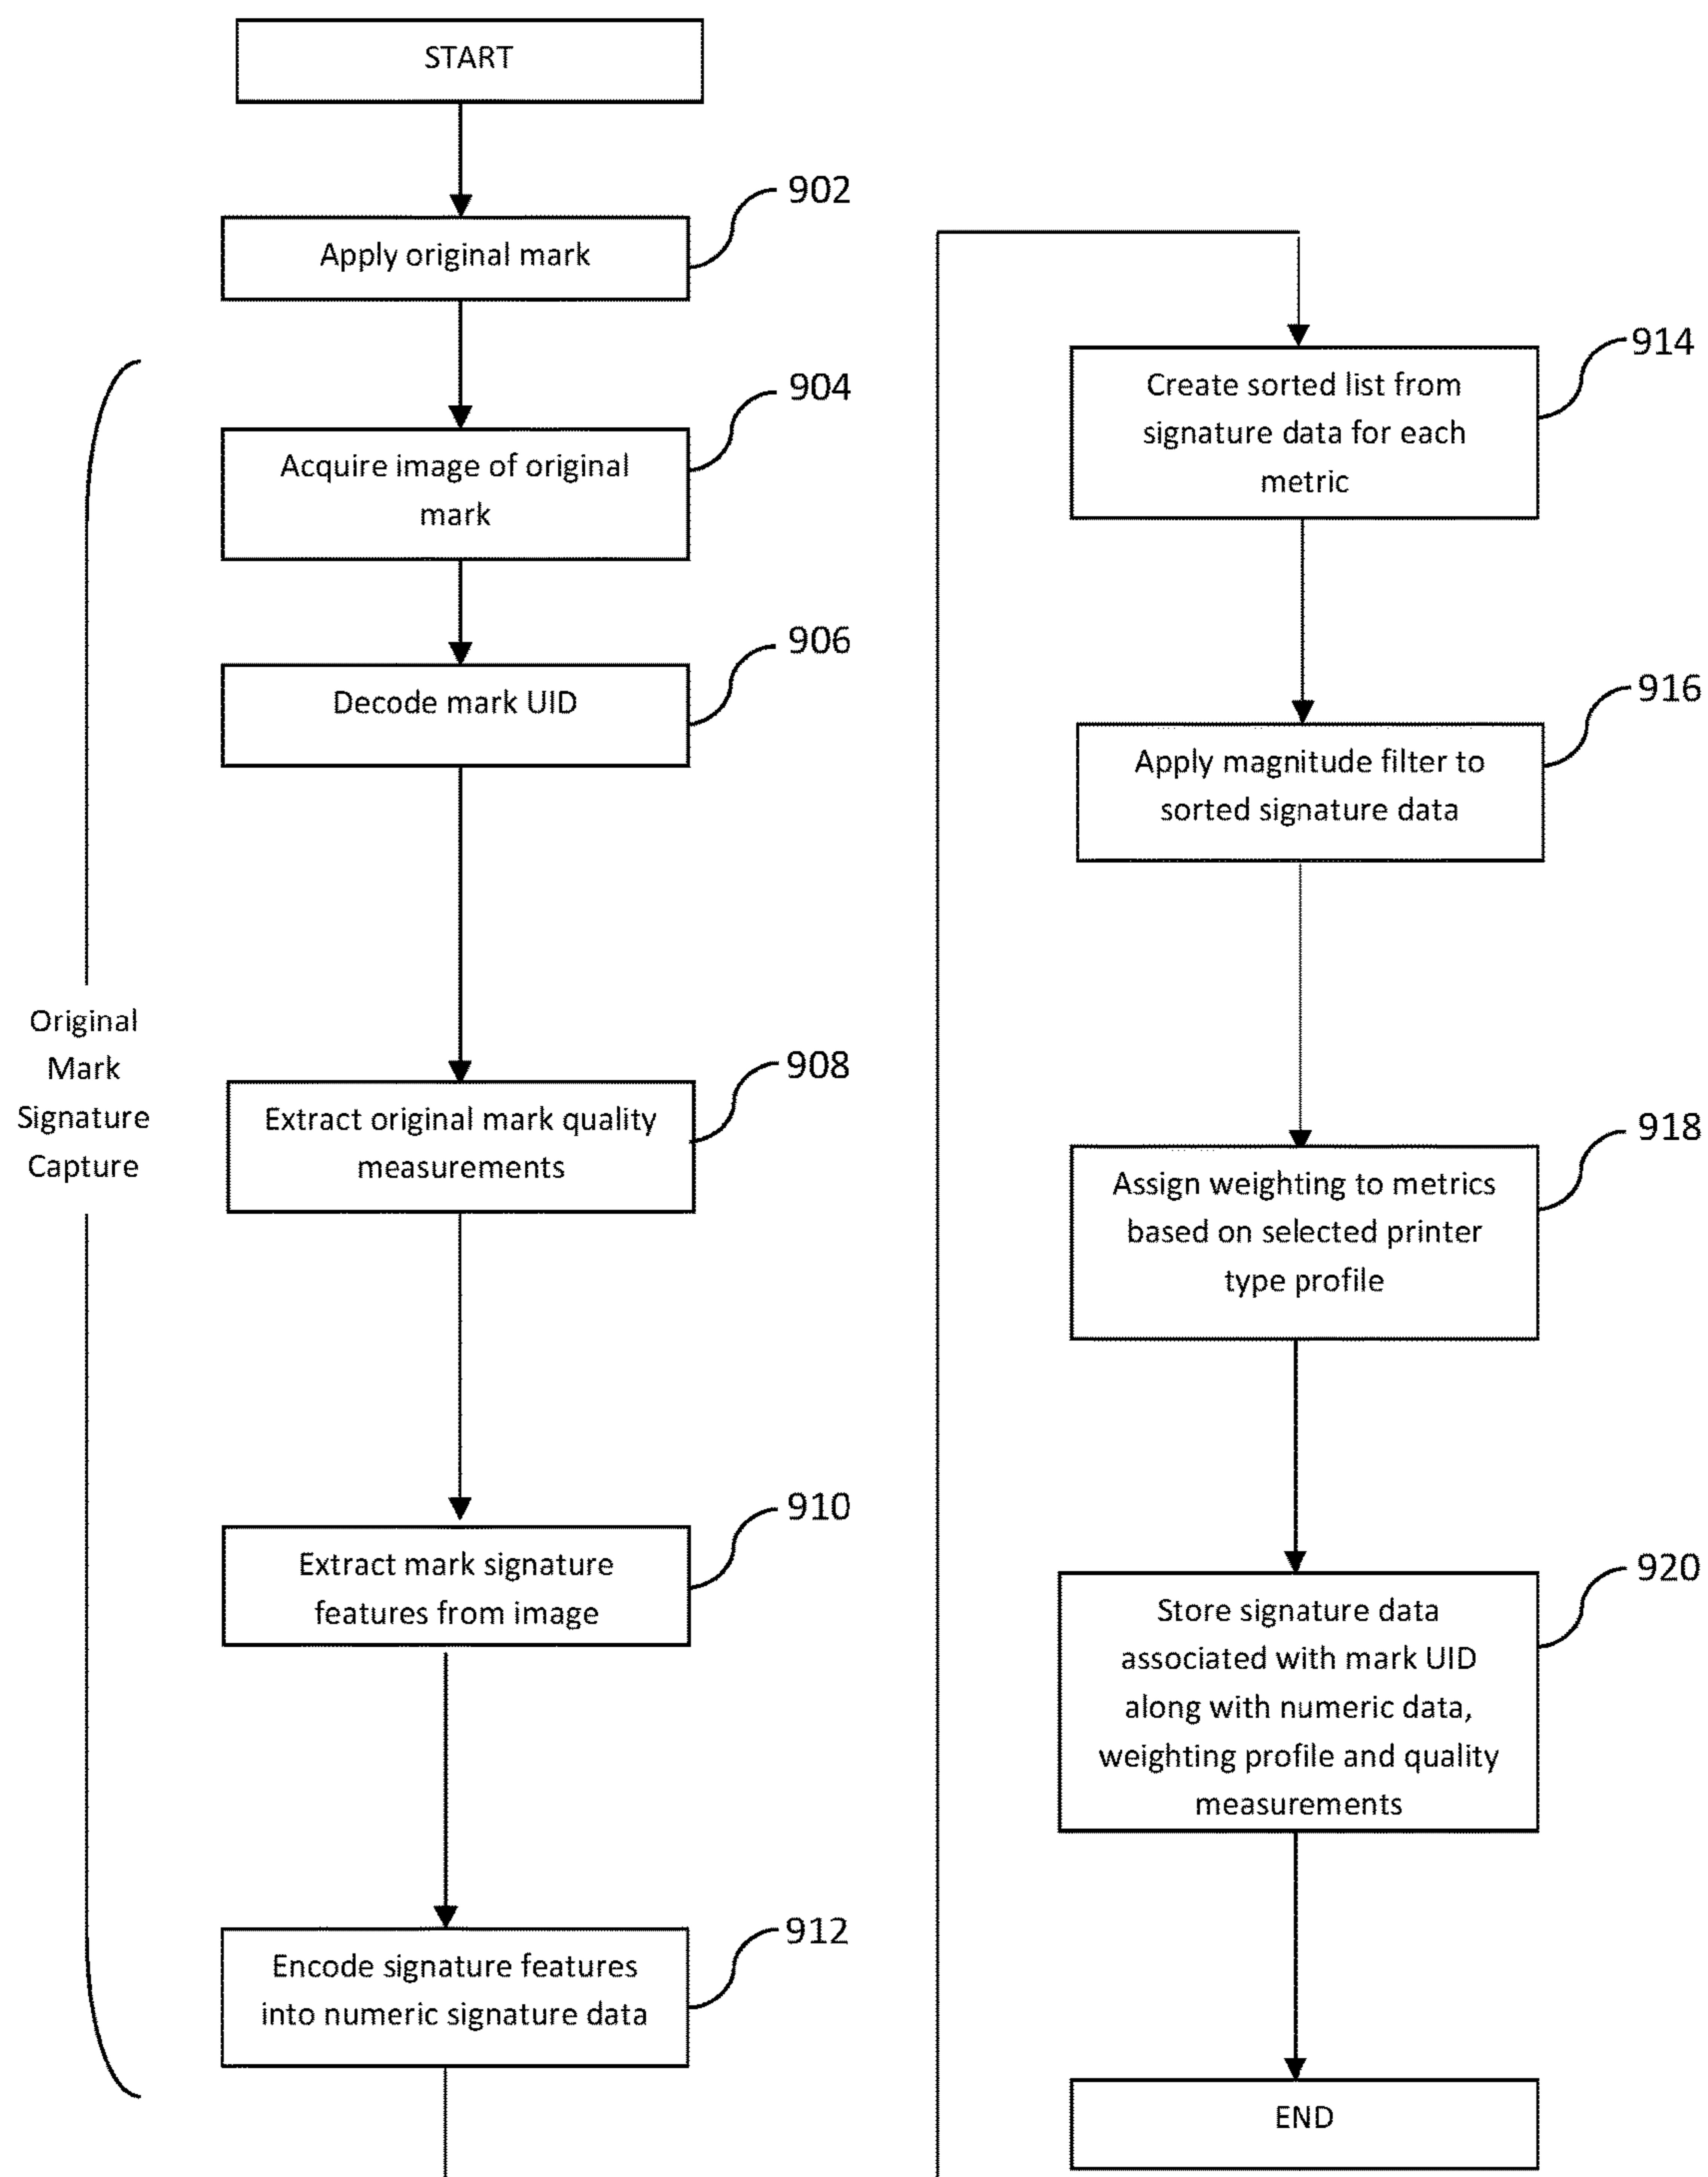 START
902
Apply original mark
904
Acquire image of original
mark
906
Decode mark UID
Original
Mark
Signature
Capture
908
Extract original mark quality
measurements
910
Extract mark signature
features from image
912
Encode signature features
into numeric signature data
914
Create sorted list from
signature data for each
metric
916
Apply magnitude filter to
sorted signature data
918
Assign weighting to metrics
based on selected printer
type profile
920
Store signature data
associated with mark UID
along with numeric data,
weighting profile and quality
measurements
END